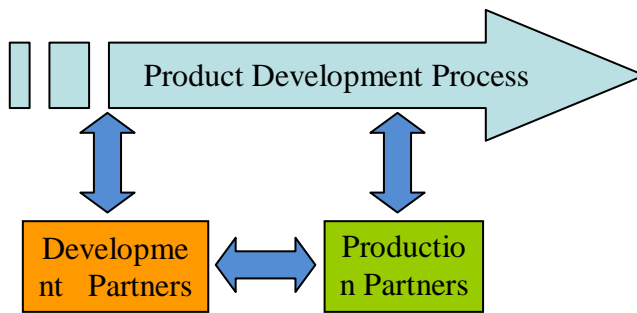 Product Development Process
Developme
nt Partners
Productio
n Partners